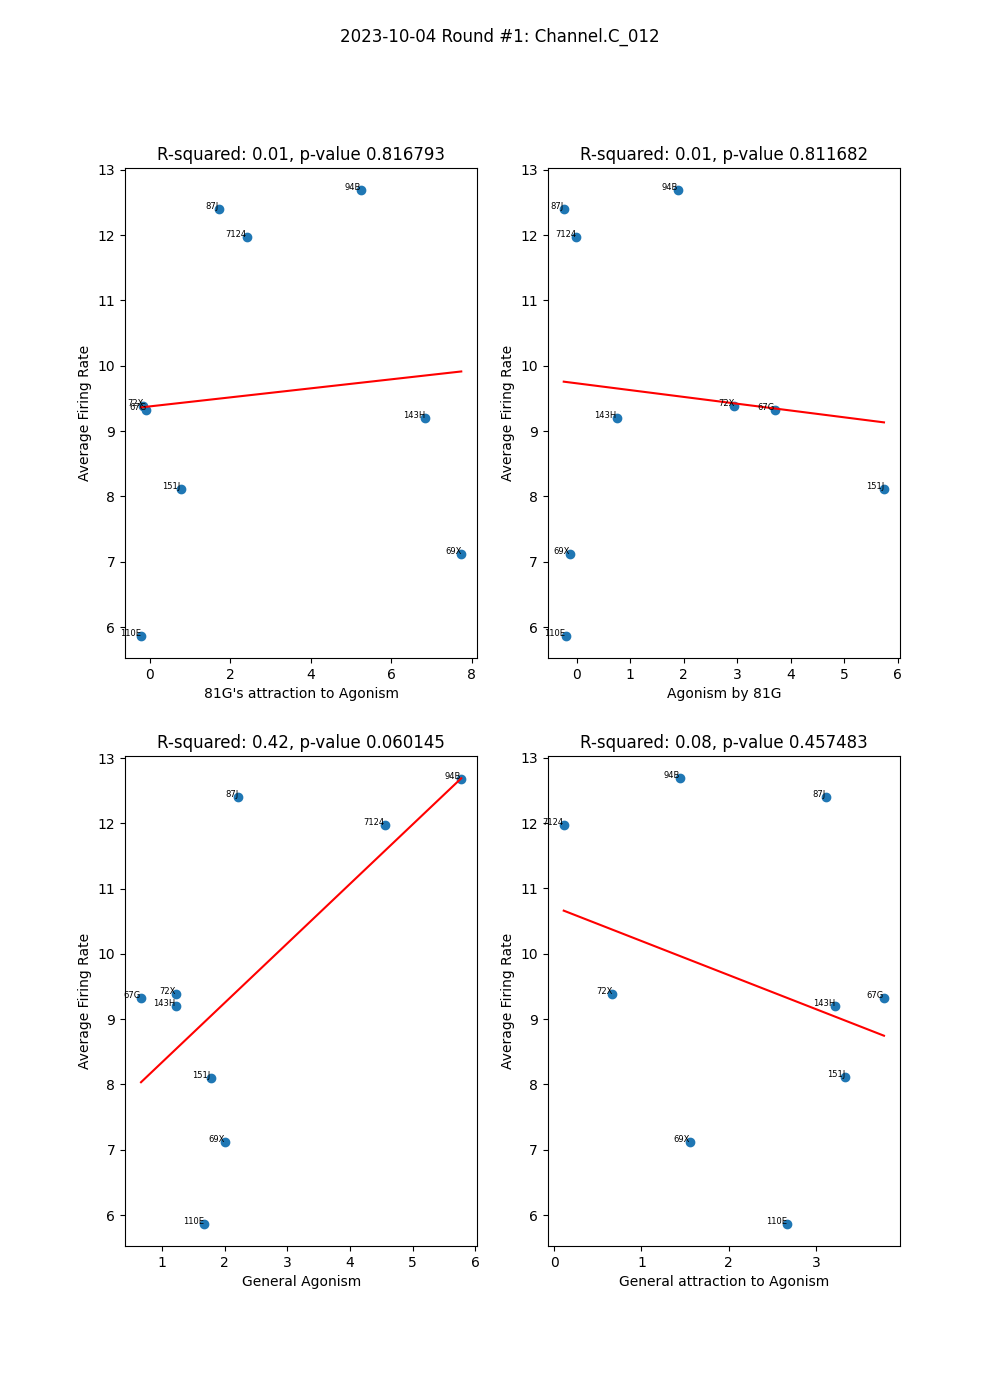 2023-10-04 Round #1: Channel.C_012
R-squared: 0.01, p-value 0.816793
13
12
11
10
9
8
7
6
Average Firing Rate
94B
87J
7124
72X
67G
143H
151J
69X
110E
0 2 4 6 8
81G's attraction to Agonism
R-squared: 0.01, p-value 0.811682
13
12
11
10
9
8
7
6
Average Firing Rate
94B
87J
7124
72X
67G
143H
151J
69X
110E
0 1 2 3 4 5 6
Agonism by 81G
R-squared: 0.42, p-value 0.060145
13
12
11
10
9
8
7
6
Average Firing Rate
94B
87J
7124
67G
72X
143H
151J
69X
110E
1 2 3 4 5 6
General Agonism
R-squared: 0.08, p-value 0.457483
13
12
11
10
9
8
7
6
Average Firing Rate
94B
87J
7124
72X
67G
143H
151J
69X
110E
0 1 2 3
General attraction to Agonism